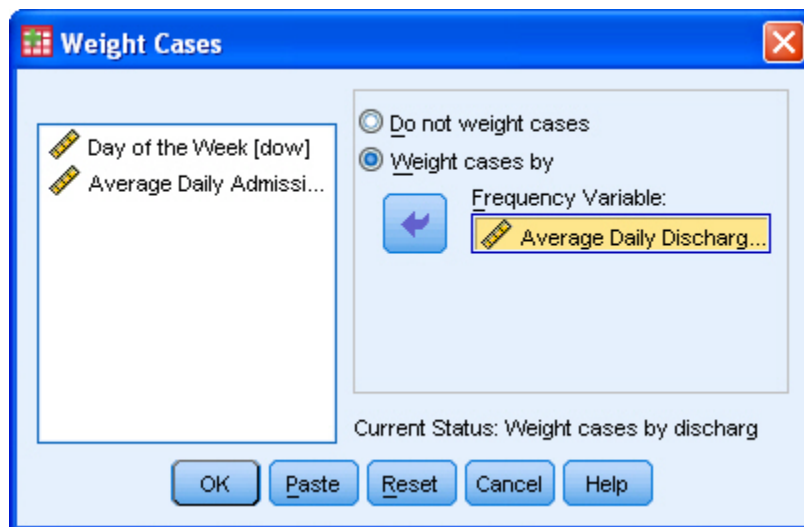 Weight Cases
Day of the Week [dow]
Average Daily Admissi...
Do not weight cases
Weight cases by
Frequency Variable:
Average Daily Discharg...
Current Status: Weight cases by discharg
OK
Paste
Reset
Cancel
Help